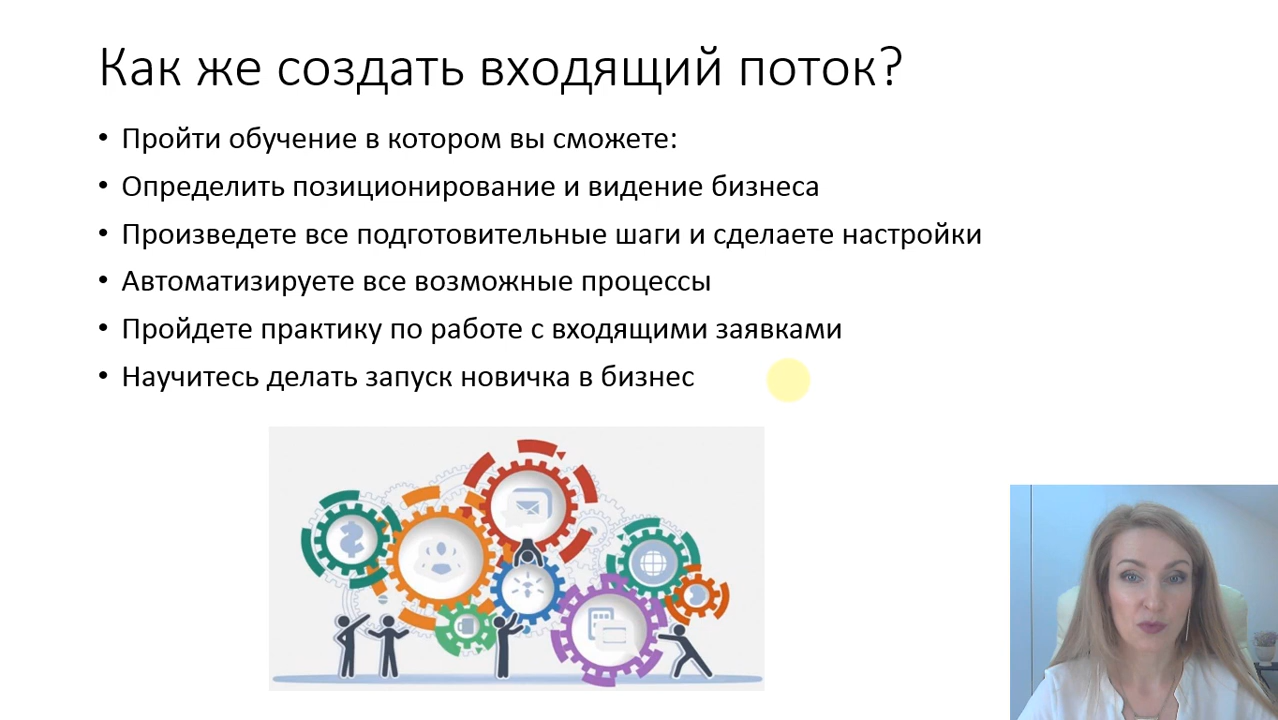 Как же создать входящий поток?
• Пройти обучение в котором вы сможете:
• Определить позиционирование и видение бизнеса
• Произведете все подготовительные шаги и сделаете настройки
• Автоматизируете все возможные процессы
• Пройдете практику по работе с входящими заявками
• Научитесь делать запуск новичка в бизнес